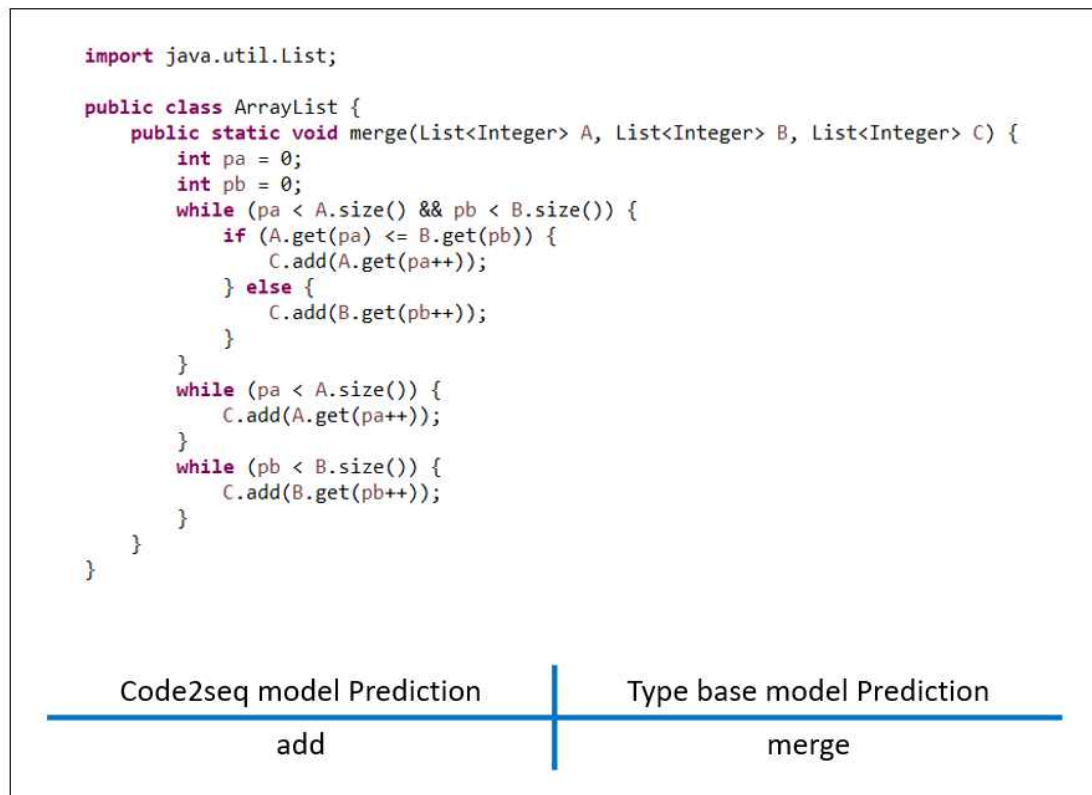 import java.util.List;
public class ArrayList {
public static void merge(List<Integer> A, List<Integer> B, List<Integer> C) {
int pa = 0;
int pb = 0;
while (pa < A.size() && pb < B.size()) {
if (A.get(pa) <= B.get(pb)) {
C.add(A.get(pa++));
} else {
C.add(B.get(pb++));
}
}
while (pa < A.size()) {
C.add(A.get(pa++));
}
while (pb < B.size()) {
C.add(B.get(pb++));
}
}
}
Code2seq model Prediction
Type base model Prediction
add
merge